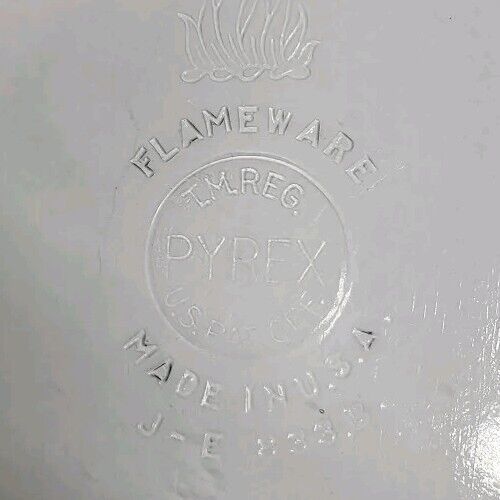 FLAMEWARE
T.M.REG.
PYREX
U.S.PAT.OFF.
MADE IN U.S.A
J-E